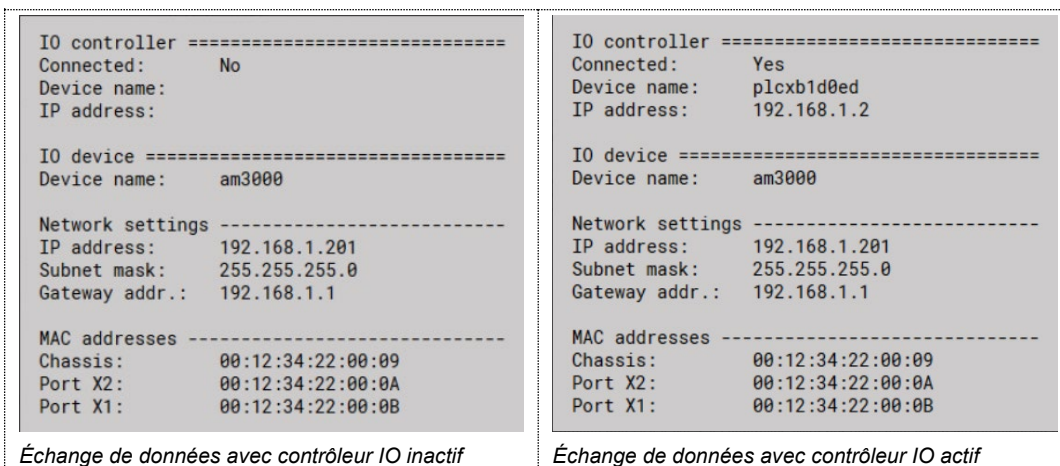 IO controller ==============================
Connected: No
Device name:
IP address:
IO device ==================================
Device name: am3000
Network settings ---------------------------
IP address: 192.168.1.201
Subnet mask: 255.255.255.0
Gateway addr.: 192.168.1.1
MAC addresses ------------------------------
Chassis: 00:12:34:22:00:09
Port X2: 00:12:34:22:00:0A
Port X1: 00:12:34:22:00:0B
Échange de données avec contrôleur IO inactif
IO controller ==============================
Connected: Yes
Device name: plcxb1d0ed
IP address: 192.168.1.2
IO device ==================================
Device name: am3000
Network settings ---------------------------
IP address: 192.168.1.201
Subnet mask: 255.255.255.0
Gateway addr.: 192.168.1.1
MAC addresses ------------------------------
Chassis: 00:12:34:22:00:09
Port X2: 00:12:34:22:00:0A
Port X1: 00:12:34:22:00:0B
Échange de données avec contrôleur IO actif